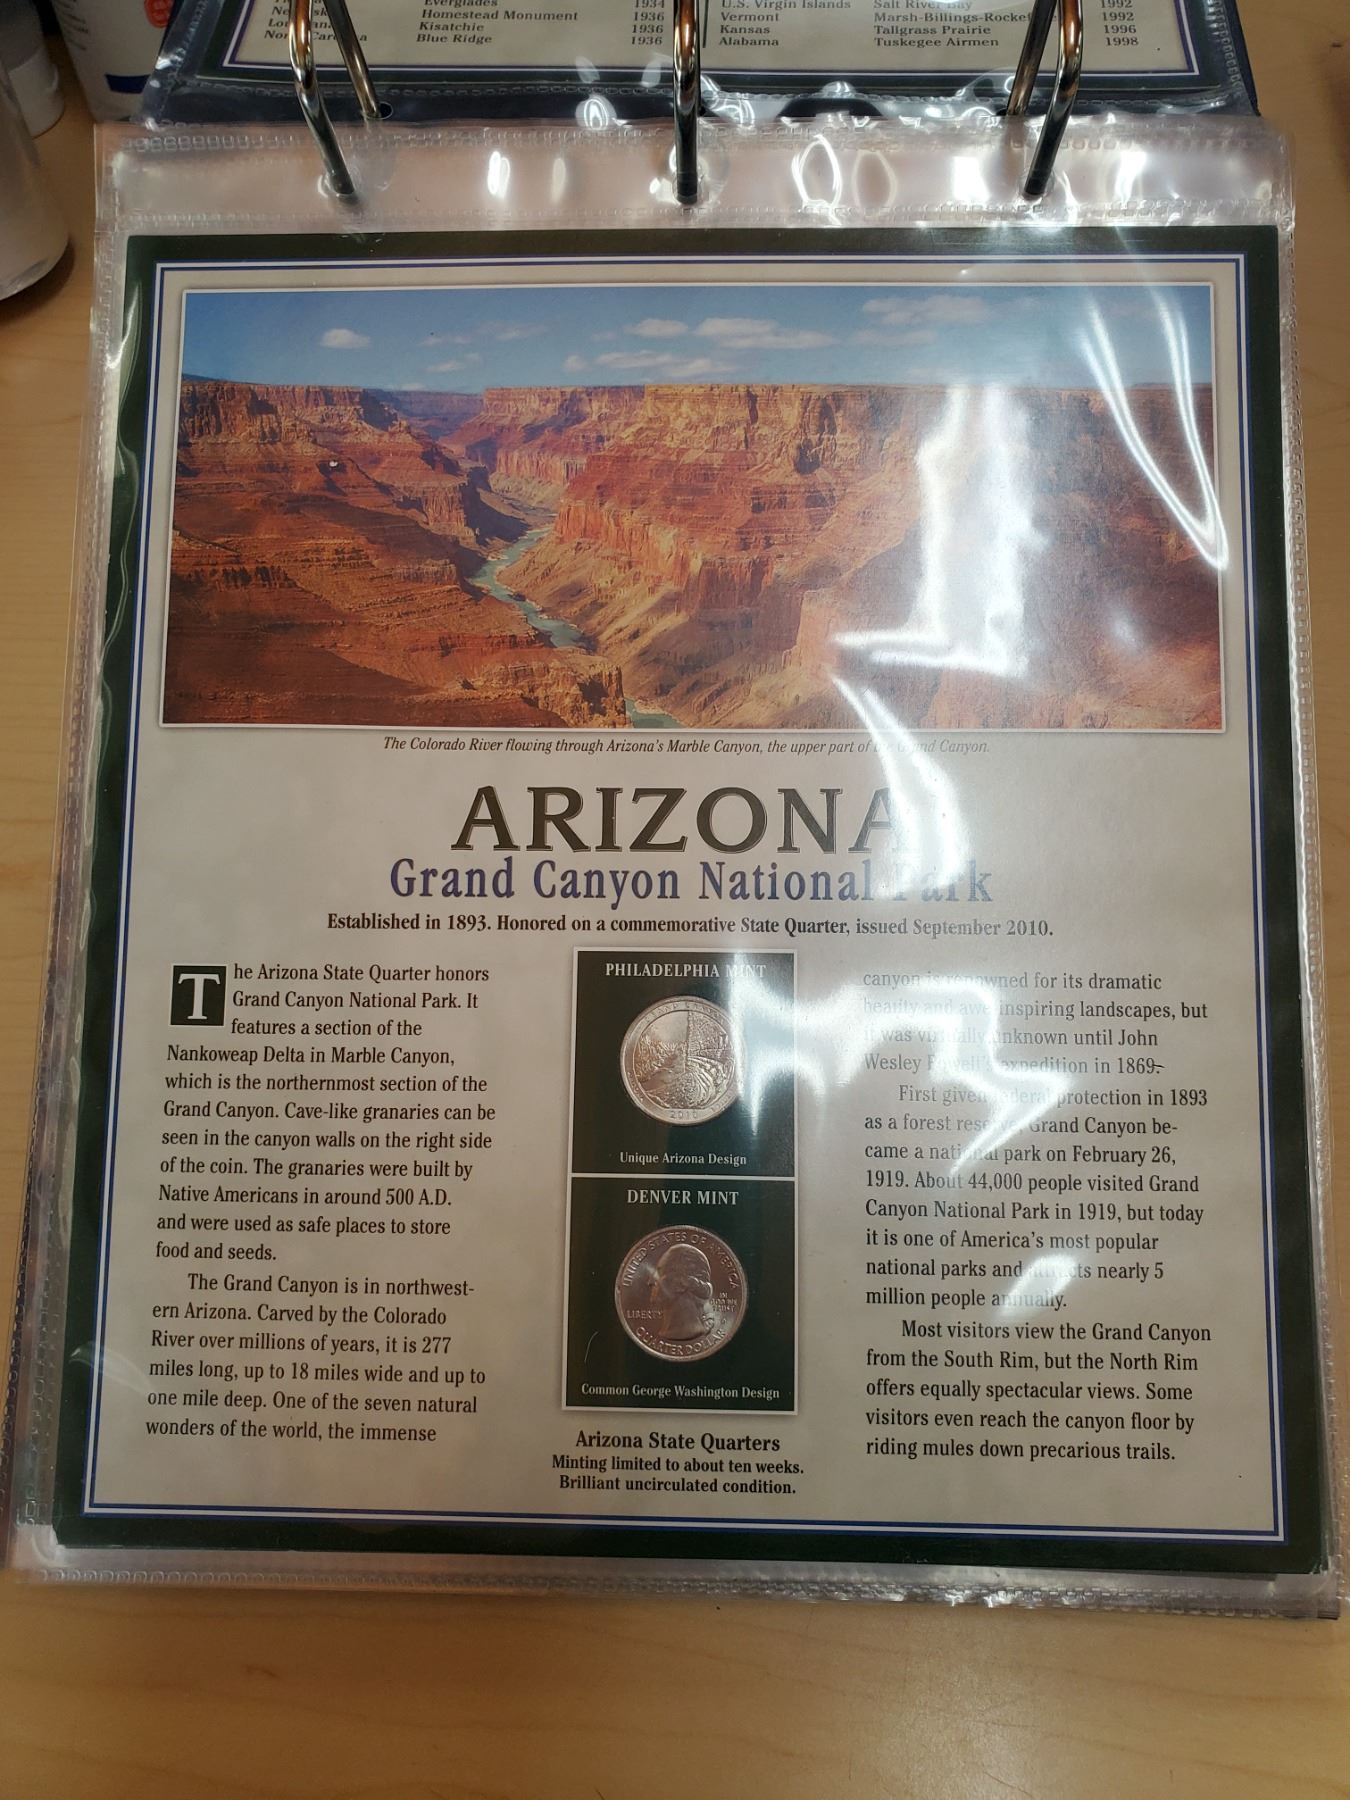 Everglades 1934 U.S. Virgin Islands Salt River Bay 1992
Homestead Monument 1936 Vermont 1992
Kisatchie 1936 Kansas Tallgrass Prairie 1996
Blue Ridge 1936 Alabama Tuskegee Airmen 1998
The Colorado River flowing through Arizona's Marble Canyon, the upper part of Canyon.
ARIZONA
Grand Canyon National Park
Established in 1893. Honored on a commemorative State Quarter, issued September 2010.
The Arizona State Quarter honors
Grand Canyon National Park. It
features a section of the
Nankoweap Delta in Marble Canyon,
which is the northernmost section of the
Grand Canyon. Cave-like granaries can be
seen in the canyon walls on the right side
of the coin. The granaries were built by
Native Americans in around 500 A.D.
and were used as safe places to store
food and seeds.
The Grand Canyon is in northwest-
ern Arizona. Carved by the Colorado
River over millions of years, it is 277
miles long, up to 18 miles wide and up to
one mile deep. One of the seven natural
wonders of the world, the immense
PHILADELPHIA MINT
2010
Unique Arizona Design
DENVER MINT
UNITED STATES OF AMERICA
LIBERTY
IN
GOD WE
TRUST
QUARTER DOLLAR
Common George Washington Design
Arizona State Quarters
Minting limited to about ten weeks.
Brilliant uncirculated condition.
canyon is renowned for its dramatic
beauty and awe inspiring landscapes, but
it was virtually unknown until John
Wesley Powell's expedition in 1869.
First given federal protection in 1893
as a forest reserve, Grand Canyon be-
came a national park on February 26,
1919. About 44,000 people visited Grand
Canyon National Park in 1919, but today
it is one of America's most popular
national parks and attracts nearly 5
million people annually.
Most visitors view the Grand Canyon
from the South Rim, but the North Rim
offers equally spectacular views. Some
visitors even reach the canyon floor by
riding mules down precarious trails.